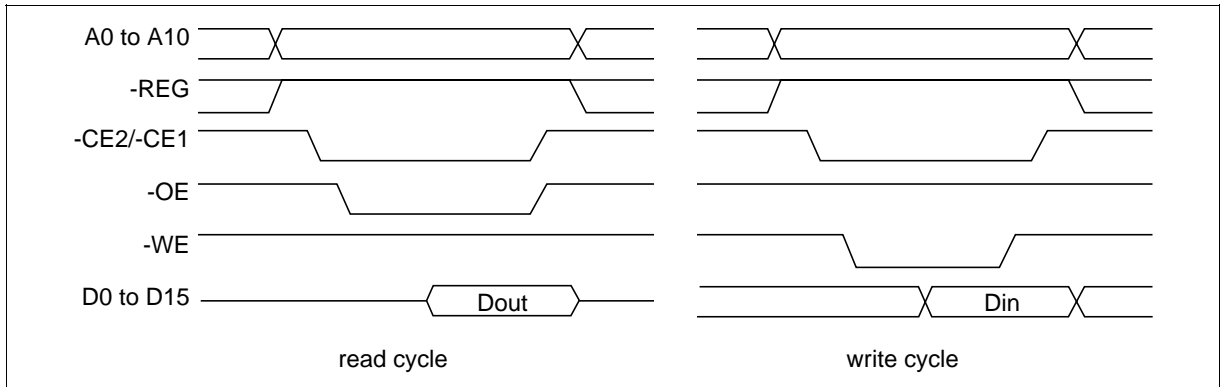 A0 to A10
-REG
-CE2/-CE1
-OE
-WE
D0 to D15
Dout
Din
read cycle
write cycle